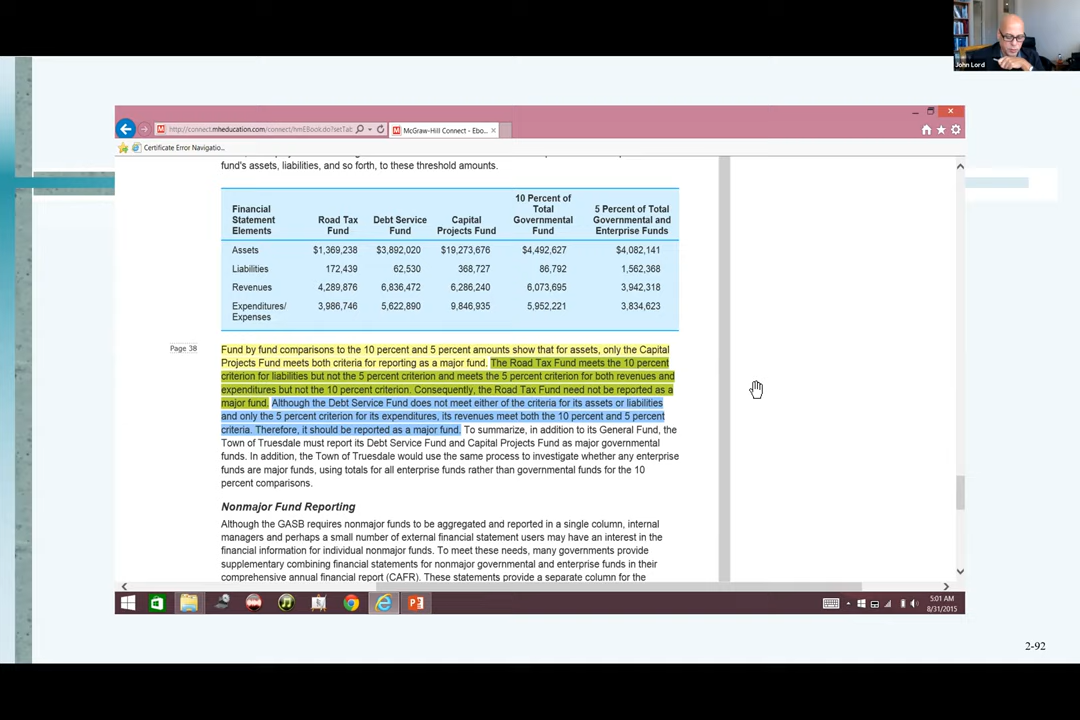 John Lord
http://connect.mheducation.com/connect/hmEBook.do?setTab
McGraw-Hill Connect - Ebo...
Certificate Error Navigatio...
fund's assets, liabilities, and so forth, to these threshold amounts.
Financial Statement Elements Road Tax Fund Debt Service Fund Capital Projects Fund 10 Percent of Total Governmental Fund 5 Percent of Total Governmental and Enterprise Funds
Assets $1,369,238 $3,892,020 $19,273,676 $4,492,627 $4,082,141
Liabilities 172,439 62,530 368,727 86,792 1,562,368
Revenues 4,289,876 6,836,472 6,286,240 6,073,695 3,942,318
Expenditures/ Expenses 3,986,746 5,622,890 9,846,935 5,952,221 3,834,623
Page 38
Fund by fund comparisons to the 10 percent and 5 percent amounts show that for assets, only the Capital
Projects Fund meets both criteria for reporting as a major fund. The Road Tax Fund meets the 10 percent
criterion for liabilities but not the 5 percent criterion and meets the 5 percent criterion for both revenues and
expenditures but not the 10 percent criterion. Consequently, the Road Tax Fund need not be reported as a
major fund. Although the Debt Service Fund does not meet either of the criteria for its assets or liabilities
and only the 5 percent criterion for its expenditures, its revenues meet both the 10 percent and 5 percent
criteria. Therefore, it should be reported as a major fund. To summarize, in addition to its General Fund, the
Town of Truesdale must report its Debt Service Fund and Capital Projects Fund as major governmental
funds. In addition, the Town of Truesdale would use the same process to investigate whether any enterprise
funds are major funds, using totals for all enterprise funds rather than governmental funds for the 10
percent comparisons.
Nonmajor Fund Reporting
Although the GASB requires nonmajor funds to be aggregated and reported in a single column, internal
managers and perhaps a small number of external financial statement users may have an interest in the
financial information for individual nonmajor funds. To meet these needs, many governments provide
supplementary combining financial statements for nonmajor governmental and enterprise funds in their
comprehensive annual financial report (CAFR). These statements provide a separate column for the
5:01 AM
8/31/2015
2-92